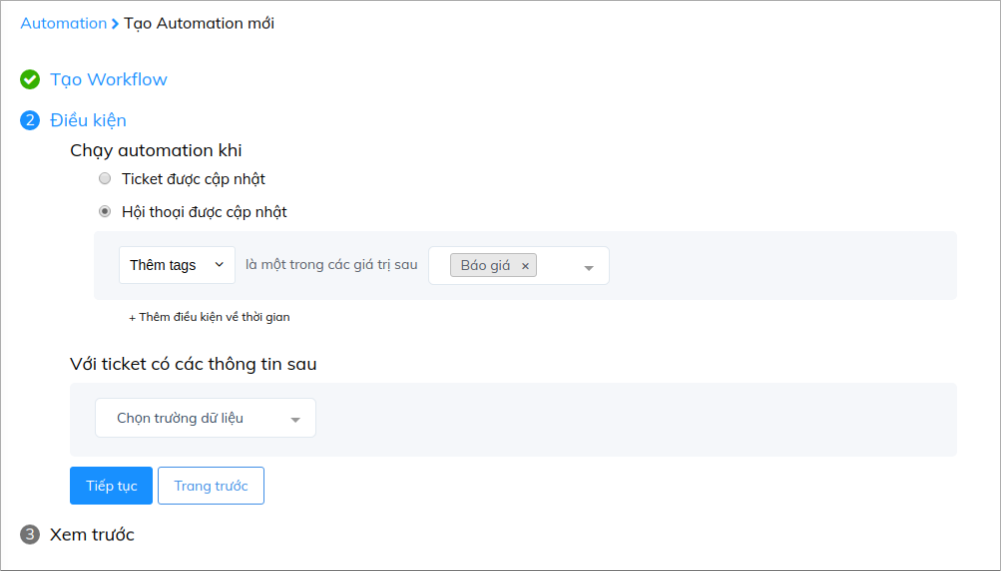 Automation > Tạo Automation mới
Tạo Workflow
2 Điều kiện
Chạy automation khi
Ticket được cập nhật
Hội thoại được cập nhật
Thêm tags là một trong các giá trị sau Báo giá ×
+ Thêm điều kiện về thời gian
Với ticket có các thông tin sau
Chọn trường dữ liệu
Tiếp tục Trang trước
3 Xem trước